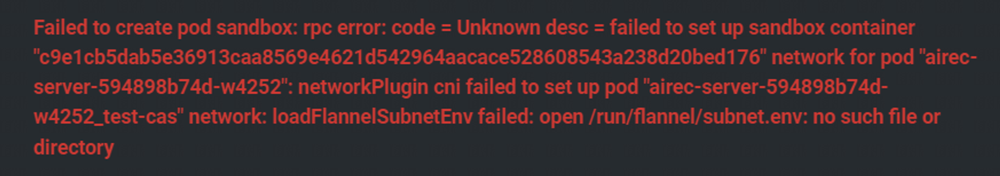 Failed to create pod sandbox: rpc error: code = Unknown desc = failed to set up sandbox container
"c9e1cb5dab5e36913caa8569e4621d542964aacace528608543a238d20bed176" network for pod "airec-
server-594898b74d-w4252": networkPlugin cni failed to set up pod "airec-server-594898b74d-
w4252_test-cas" network: loadFlannelSubnetEnv failed: open /run/flannel/subnet.env: no such file or
directory